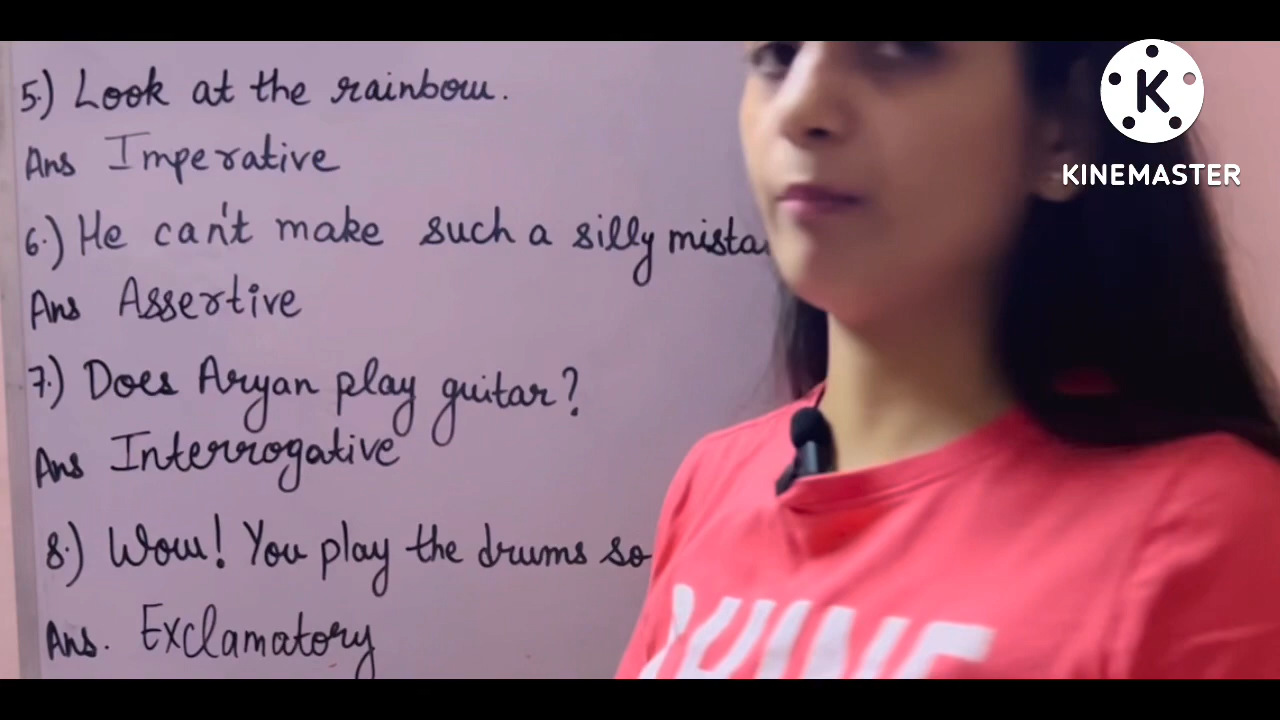 5.) Look at the rainbow.
Ans Imperative
6.) He can't make such a silly
Ans Assertive
7.) Does Aryan play guitar?
Ans Interrogative
8.) Wow! You play the drums so
Ans. Exclamatory
K
KINEMASTER